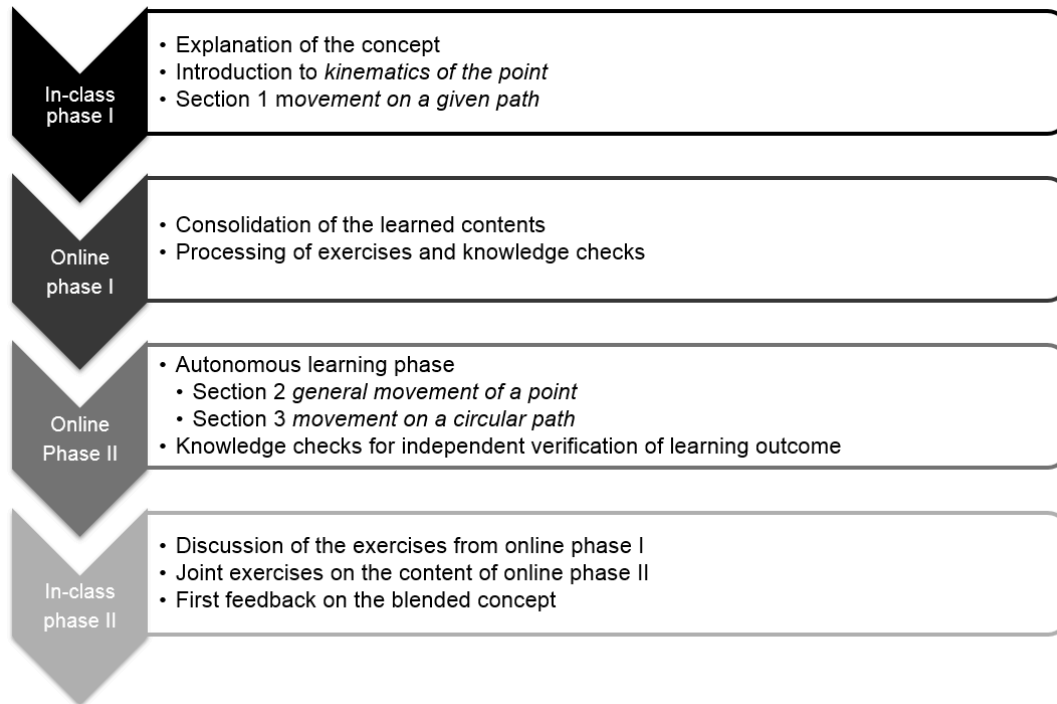 In-class
phase I
• Explanation of the concept
• Introduction to kinematics of the point
• Section 1 movement on a given path
Online
phase I
• Consolidation of the learned contents
• Processing of exercises and knowledge checks
Online
Phase II
• Autonomous learning phase
• Section 2 general movement of a point
• Section 3 movement on a circular path
• Knowledge checks for independent verification of learning outcome
In-class
phase II
• Discussion of the exercises from online phase I
• Joint exercises on the content of online phase II
• First feedback on the blended concept